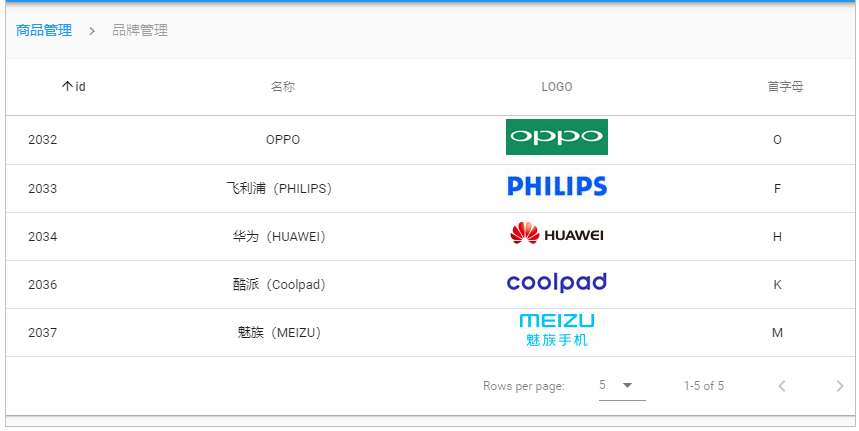 商品管理 > 品牌管理
id 名称 LOGO 首字母
2032 OPPO oppo O
2033 飞利浦（PHILIPS） PHILIPS F
2034 华为（HUAWEI） HUAWEI H
2036 酷派（Coolpad） coolpad K
2037 魅族（MEIZU） MEIZU M
魅族手机
Rows per page: 5 1-5 of 5